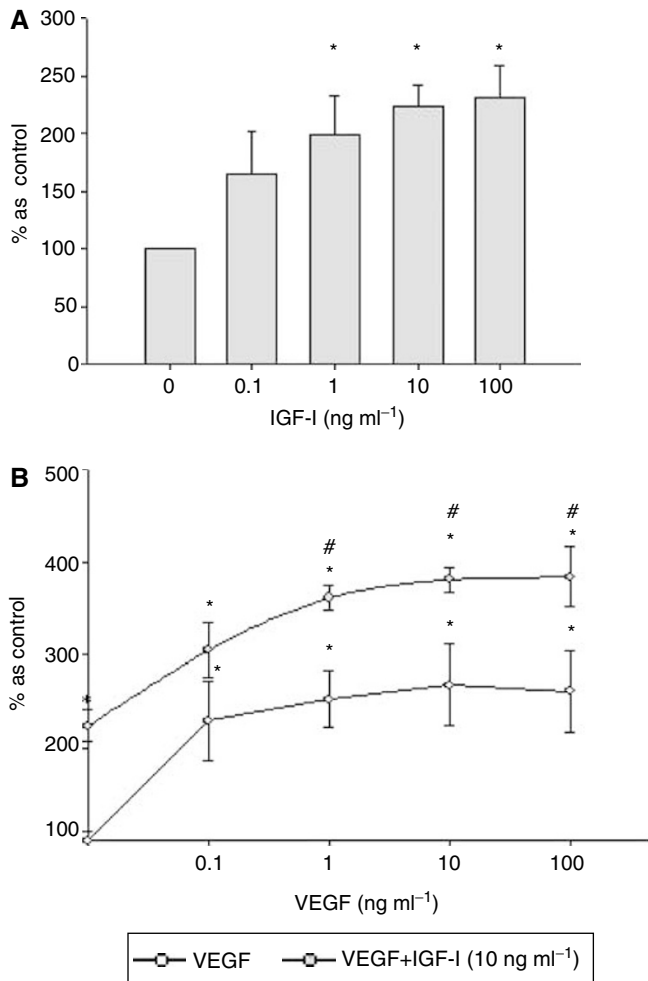 A
300
250
200
150
100
50
0
% as control
* * *
0 0.1 1 10 100
IGF-I (ng ml⁻¹)
B
500
400
300
200
100
% as control
# # #
* * * * *
* * * *
0.1 1 10 100
VEGF (ng ml⁻¹)
VEGF VEGF+IGF-I (10 ng ml⁻¹)